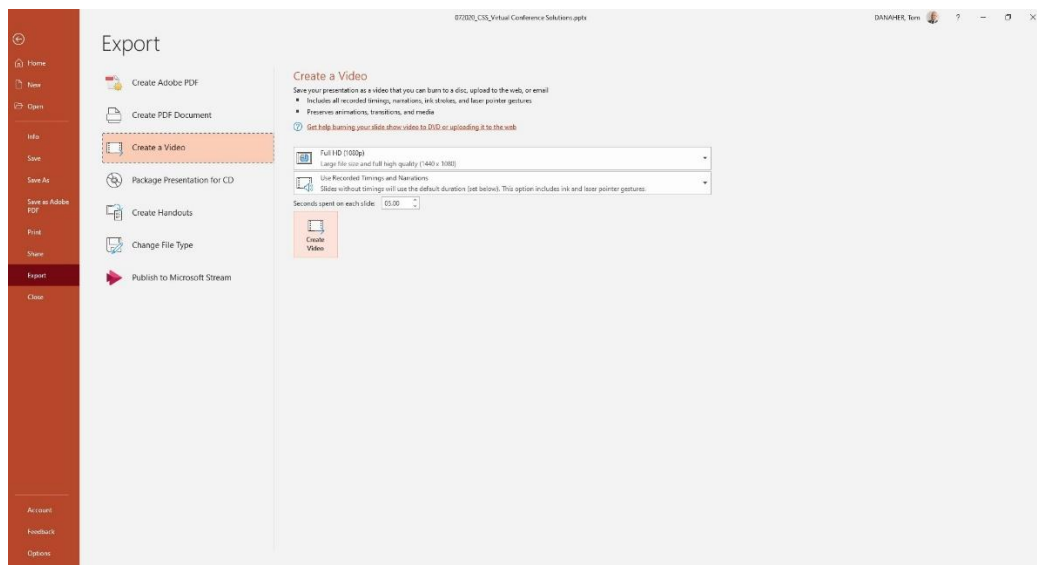 072020_CSS_Virtual Conference Solutions.pptx
DANAHER, Tom
?
Export
Home
New
Open
Info
Save
Save As
Save as Adobe
PDF
Print
Share
Export
Close
Account
Feedback
Options
Create Adobe PDF
Create PDF Document
Create a Video
Package Presentation for CD
Create Handouts
Change File Type
Publish to Microsoft Stream
Create a Video
Save your presentation as a video that you can burn to a disc, upload to the web, or email
Includes all recorded timings, narrations, ink strokes, and laser pointer gestures
Preserves animations, transitions, and media
Get help burning your slide show video to DVD or uploading it to the web
Full HD (1080p)
Large file size and full high quality (1440 x 1080)
Use Recorded Timings and Narrations
Slides without timings will use the default duration (set below). This option includes ink and laser pointer gestures.
Seconds spent on each slide: 05.00
Create
Video